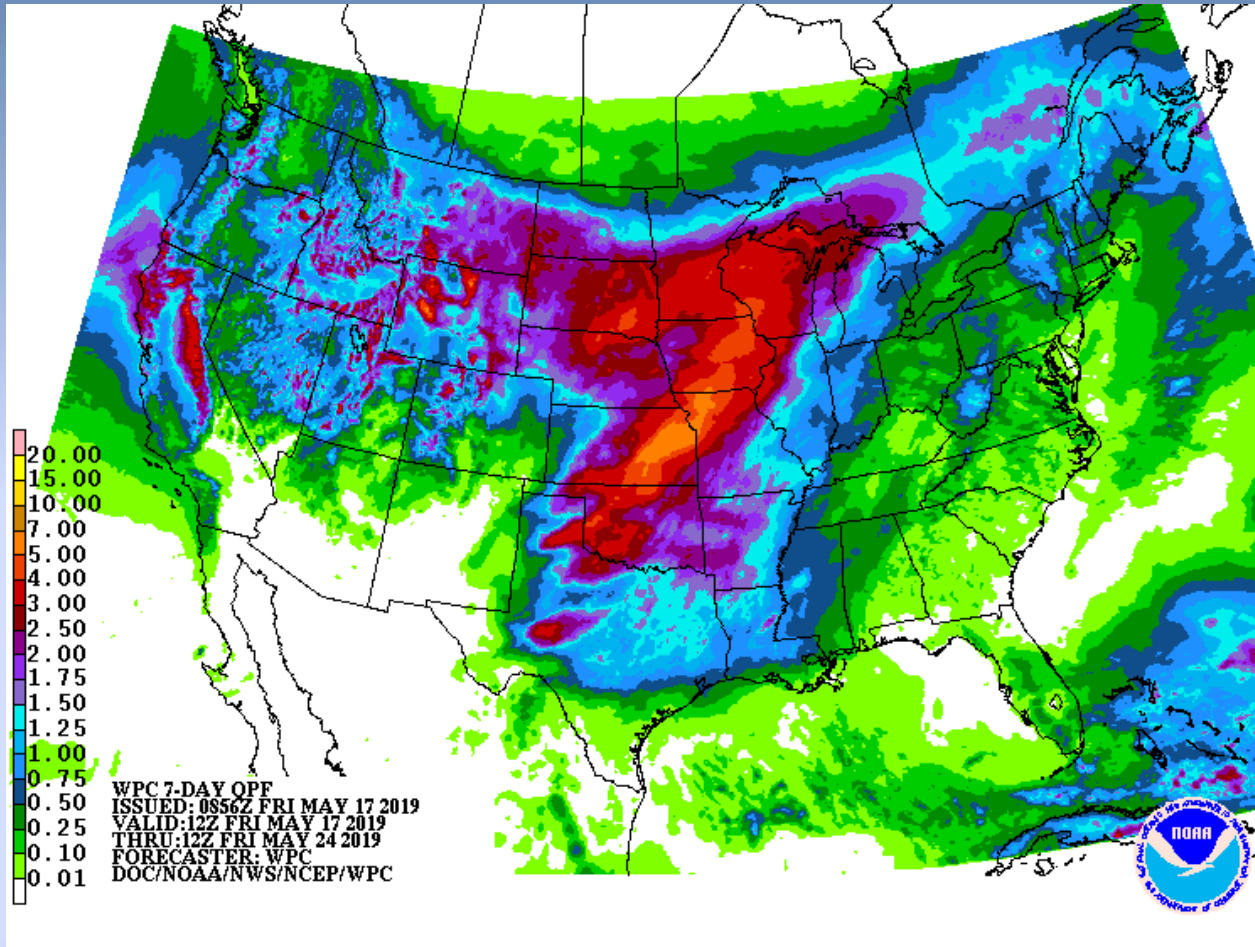 20.00
15.00
10.00
7.00
5.00
4.00
3.00
2.50
2.00
1.75
1.50
1.25
1.00
0.75
0.50
0.25
0.10
0.01
WPC 7-DAY QPF
ISSUED: 0856Z FRI MAY 17 2019
VALID:12Z FRI MAY 17 2019
THRU:12Z FRI MAY 24 2019
FORECASTER: WPC
DOC/NOAA/NWS/NCEP/WPC
NOAA